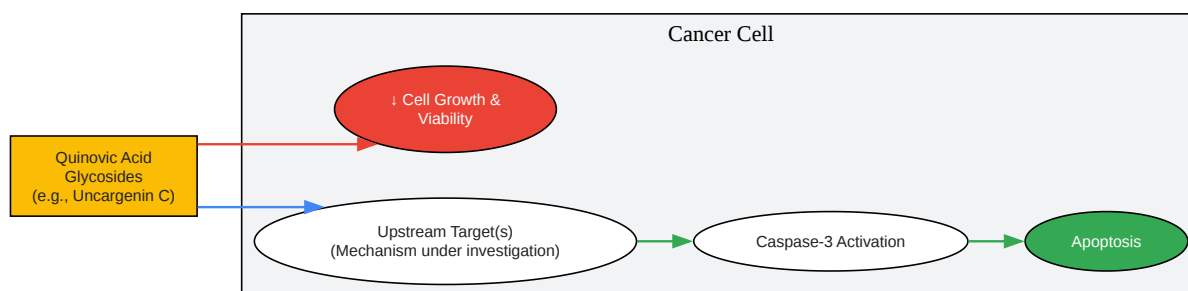 Cancer Cell
↓ Cell Growth &
Viability
Quinovic Acid
Glycosides
(e.g., Uncargenin C)
Upstream Target(s)
(Mechanism under investigation)
Caspase-3 Activation
Apoptosis